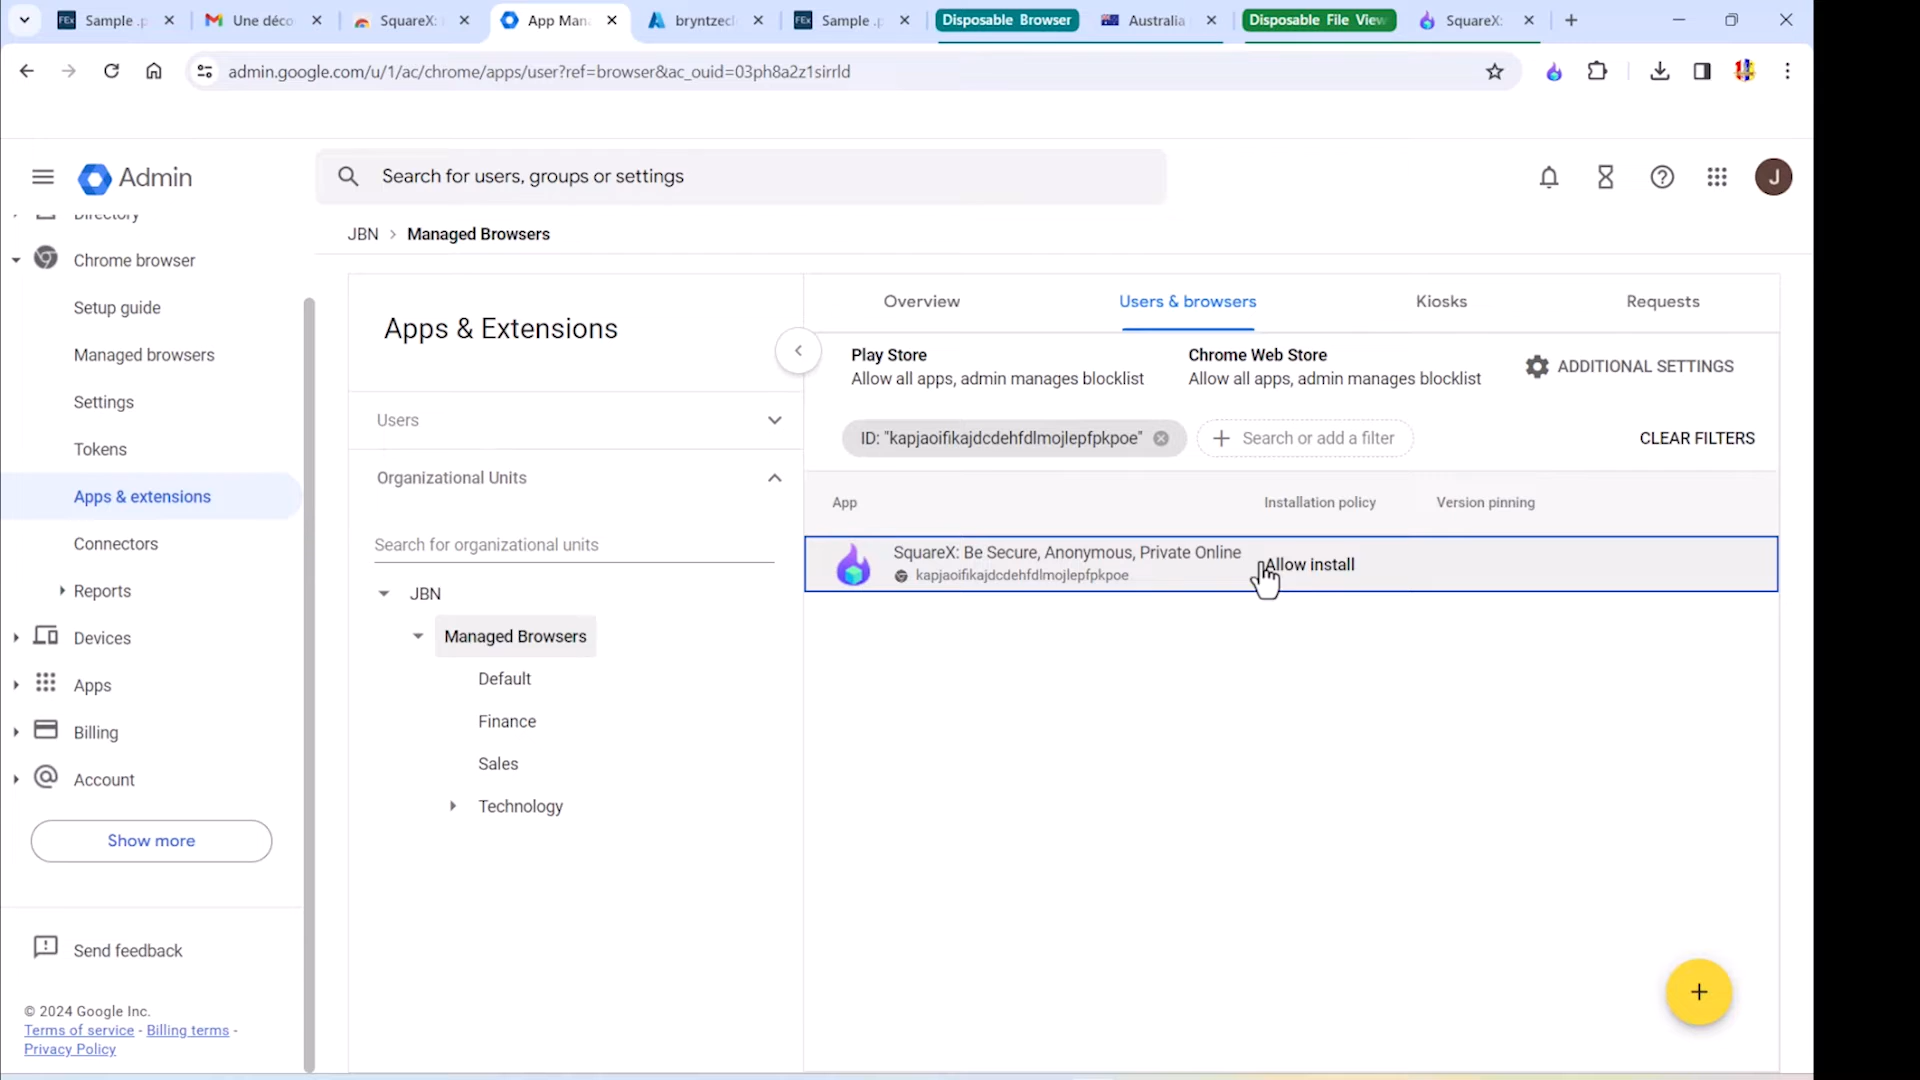 FEx Sample .p
Une déco
SquareX:
App Man
bryntzec
FEx Sample .p
Disposable Browser
Australia
Disposable File View
SquareX:
admin.google.com/u/1/ac/chrome/apps/user?ref=browser&ac_ouid=03ph8a2z1sirrld
Admin
Search for users, groups or settings
J
Directory
Chrome browser
Setup guide
Managed browsers
Settings
Tokens
Apps & extensions
Connectors
Reports
Devices
Apps
Billing
Account
Show more
Send feedback
© 2024 Google Inc.
Terms of service - Billing terms -
Privacy Policy
JBN > Managed Browsers
Apps & Extensions
Users
Organizational Units
Search for organizational units
JBN
Managed Browsers
Default
Finance
Sales
Technology
Overview
Users & browsers
Kiosks
Requests
Play Store
Allow all apps, admin manages blocklist
Chrome Web Store
Allow all apps, admin manages blocklist
ADDITIONAL SETTINGS
ID: "kapjaoifikajdcdehfdlmojlepfpkpoe"
Search or add a filter
CLEAR FILTERS
App
Installation policy
Version pinning
SquareX: Be Secure, Anonymous, Private Online
kapjaoifikajdcdehfdlmojlepfpkpoe
Allow install